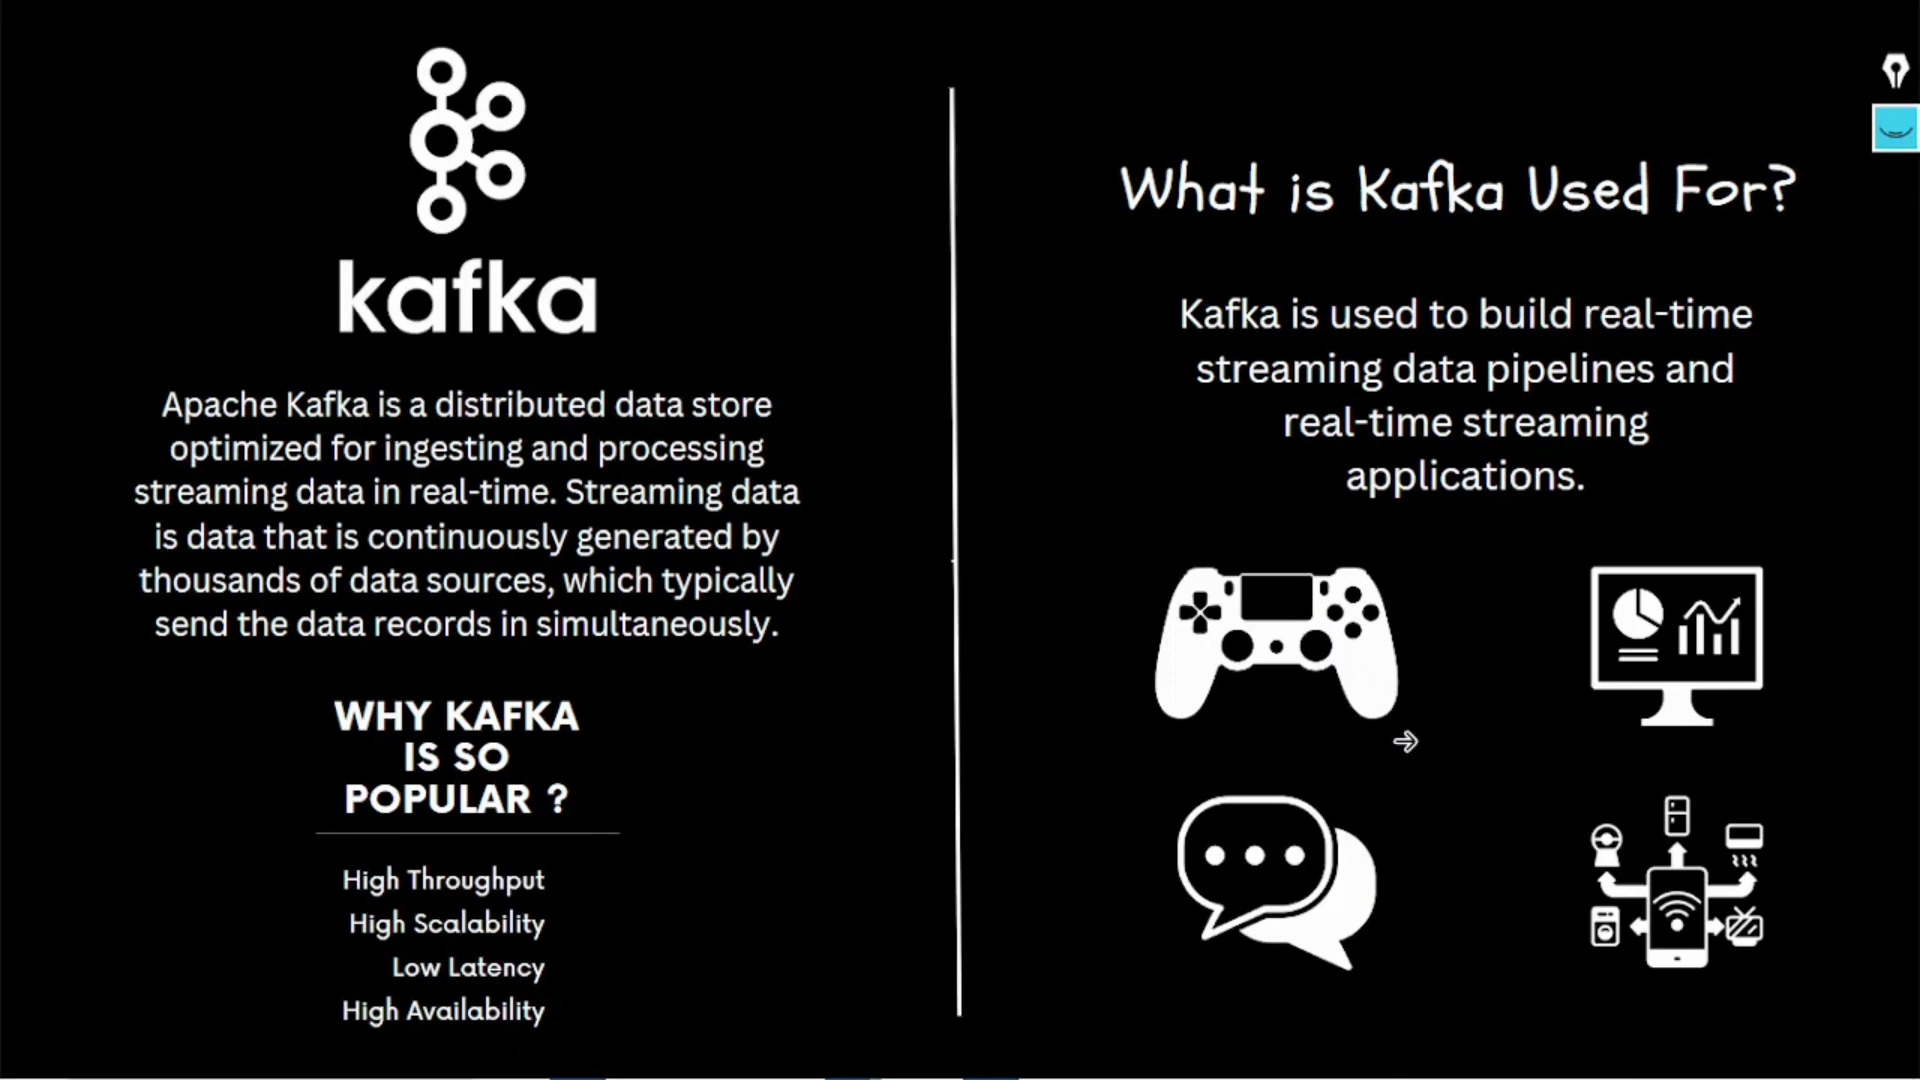 kafka
Apache Kafka is a distributed data store
optimized for ingesting and processing
streaming data in real-time. Streaming data
is data that is continuously generated by
thousands of data sources, which typically
send the data records in simultaneously.
WHY KAFKA
IS SO
POPULAR ?
High Throughput
High Scalability
Low Latency
High Availability
What is Kafka Used For?
Kafka is used to build real-time
streaming data pipelines and
real-time streaming
applications.